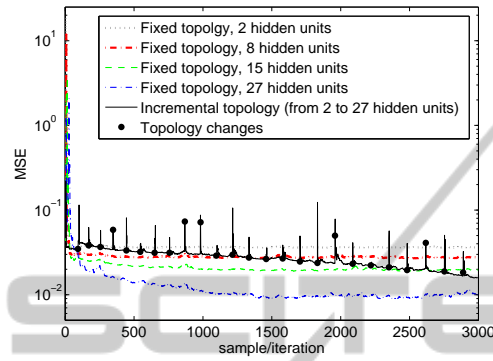 Fixed topology, 2 hidden units
Fixed topology, 8 hidden units
Fixed topology, 15 hidden units
Fixed topology, 27 hidden units
Incremental topology (from 2 to 27 hidden units)
Topology changes
10^1
10^0
10^-1
10^-2
MSE
0
500
1000
1500
2000
2500
3000
sample/iteration
SCITE